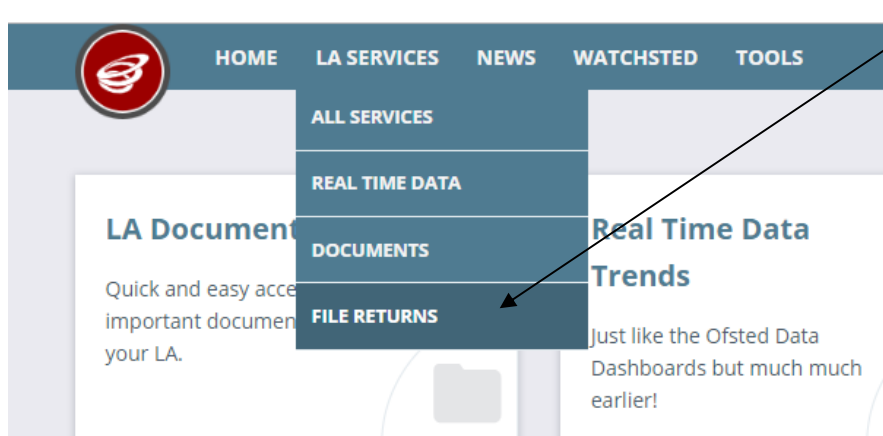 HOME LA SERVICES NEWS WATCHSTED TOOLS
ALL SERVICES
REAL TIME DATA
DOCUMENTS
FILE RETURNS
LA Document
Quick and easy acce
important documen
your LA.
Real Time Data
Trends
Just like the Ofsted Data
Dashboards but much much
earlier!